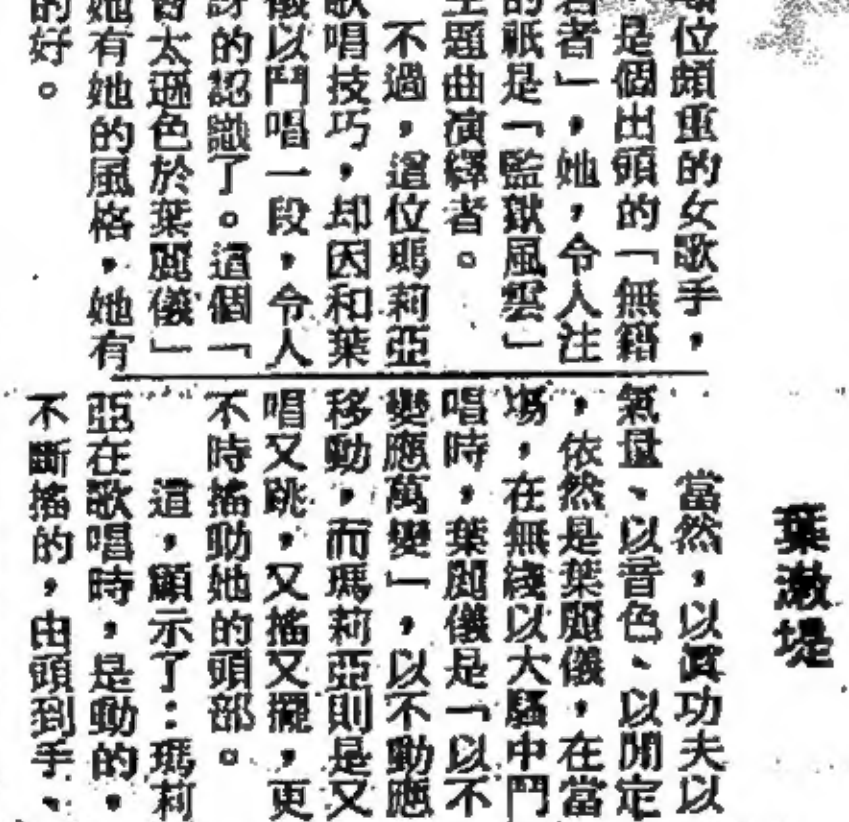 葉激堤
位頗重的女歌手，
是個出頭的「無籍
者」，她，令人注
的祇是「監獄風雲」
主題曲演繹者。
不過，這位瑪莉亞
歌唱技巧，却因和葉
儀以鬥唱一段，令人
訝的認識了。這個「
會太遜色於葉麗儀」
她有她的風格，她有
的好。
當然，以眞功夫以
氣量、以音色、以閒定
，依然是葉麗儀，在當
場，在無綫以大騷中鬥
唱時，葉麗儀是「以不
變應萬變」，以不動應
移動，而瑪莉亞則是又
唱又跳，又搖又擺，更
不時搖動她的頭部。
這，顯示了：瑪莉
亞在歌唱時，是動的，
不斷搖的，由頭到手、